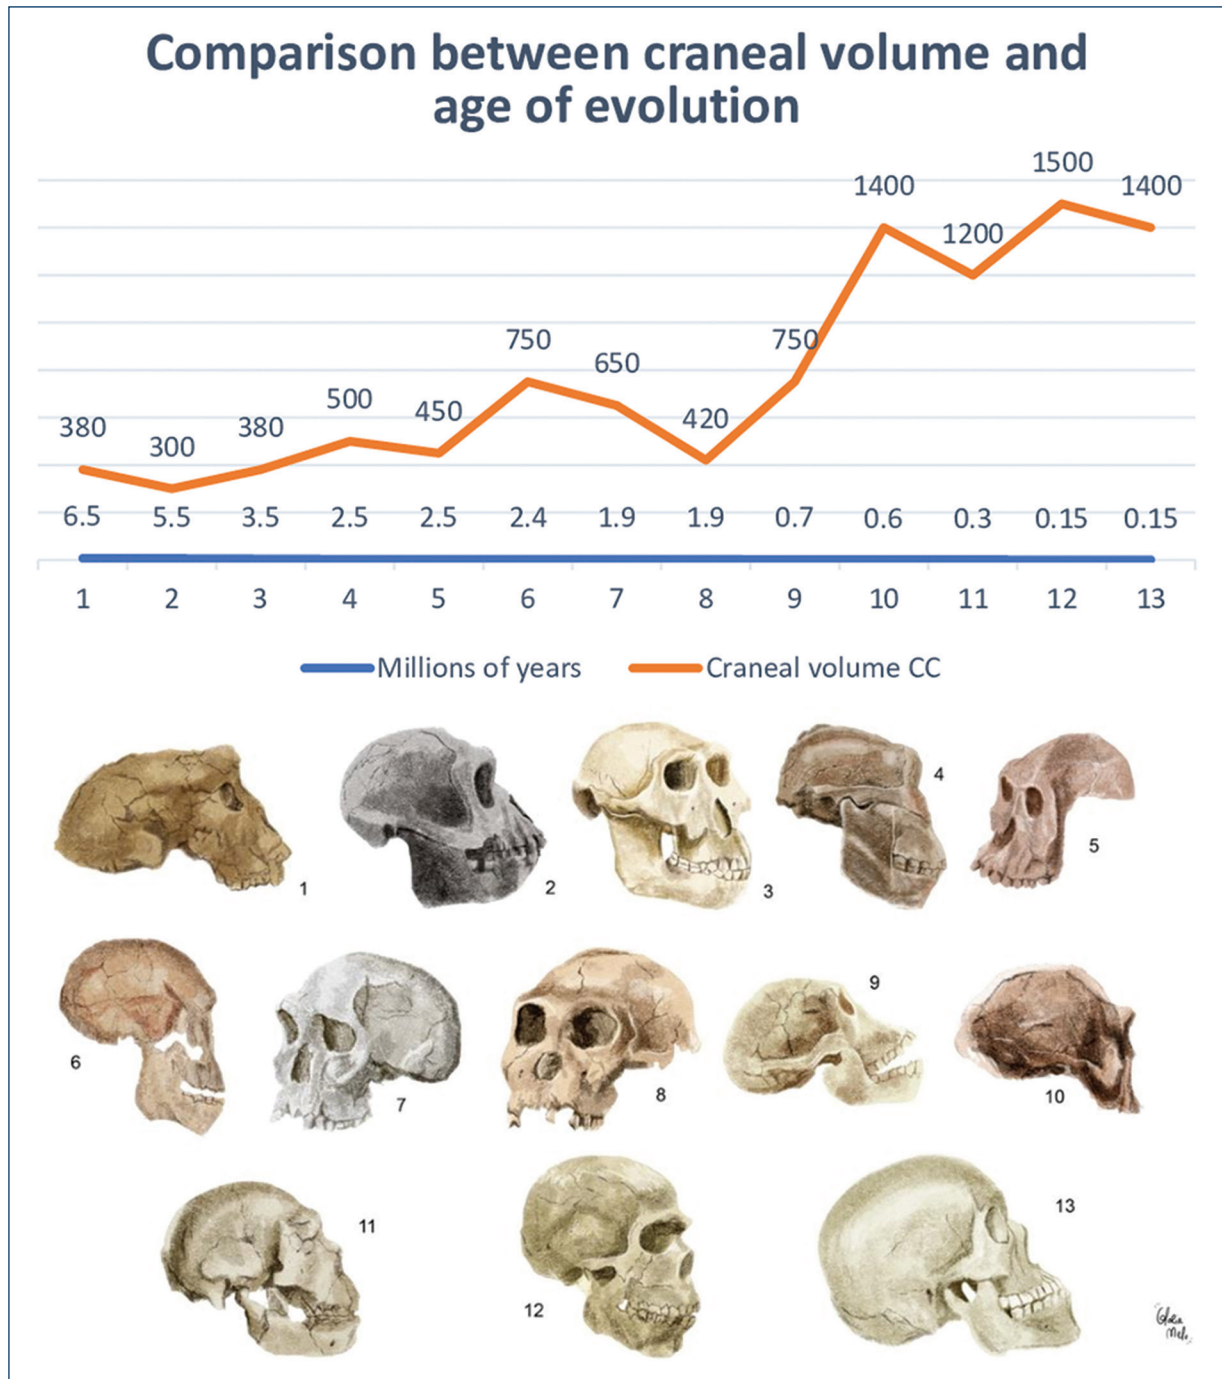 Comparison between craneal volume and
age of evolution
380 300 380 500 450 750 650 420 750 1400 1200 1500 1400
6.5 5.5 3.5 2.5 2.5 2.4 1.9 1.9 0.7 0.6 0.3 0.15 0.15
1 2 3 4 5 6 7 8 9 10 11 12 13
Millions of years Craneal volume CC
1 2 3 4 5
6 7 8 9 10
11 12 13